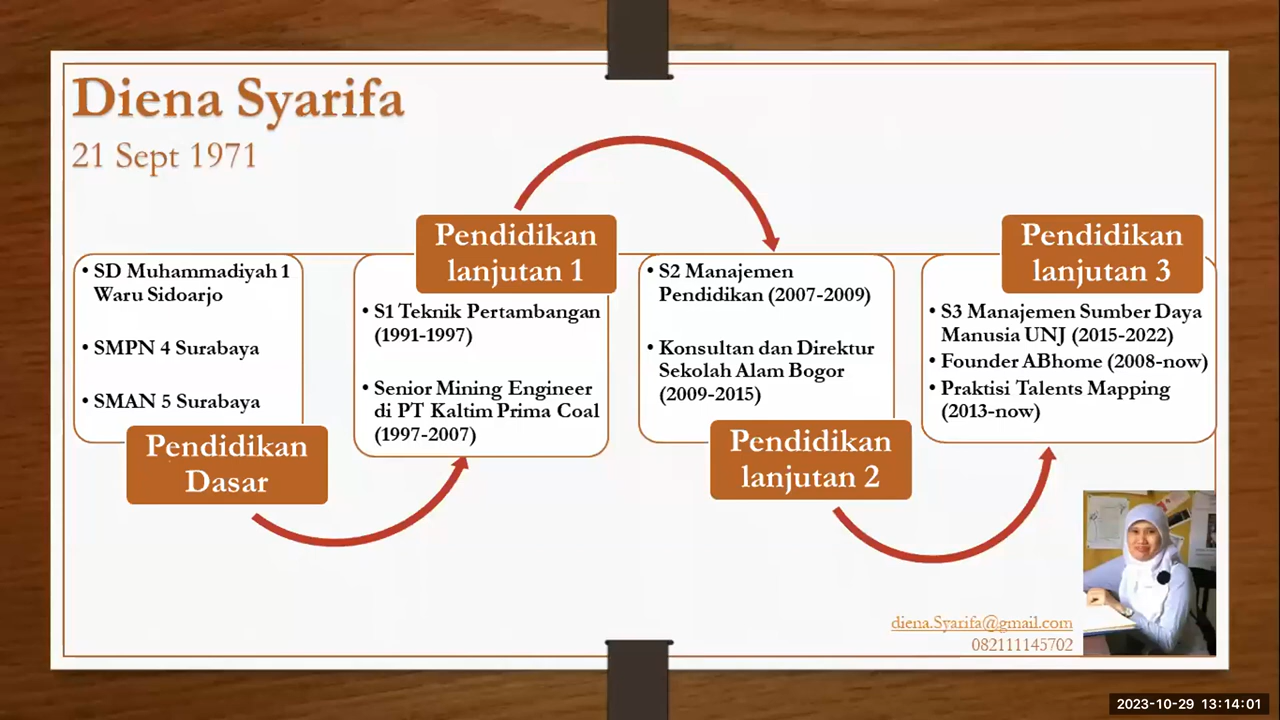 Diena Syarifa
21 Sept 1971
• SD Muhammadiyah 1
Waru Sidoarjo
• SMPN 4 Surabaya
• SMAN 5 Surabaya
Pendidikan
Dasar
Pendidikan
lanjutan 1
• S1 Teknik Pertambangan
(1991-1997)
• Senior Mining Engineer
di PT Kaltim Prima Coal
(1997-2007)
• S2 Manajemen
Pendidikan (2007-2009)
• Konsultan dan Direktur
Sekolah Alam Bogor
(2009-2015)
Pendidikan
lanjutan 2
Pendidikan
lanjutan 3
• S3 Manajemen Sumber Daya
Manusia UNJ (2015-2022)
• Founder ABhome (2008-now)
• Praktisi Talents Mapping
(2013-now)
diena.Syarifa@gmail.com
082111145702
2023-10-29 13:14:01